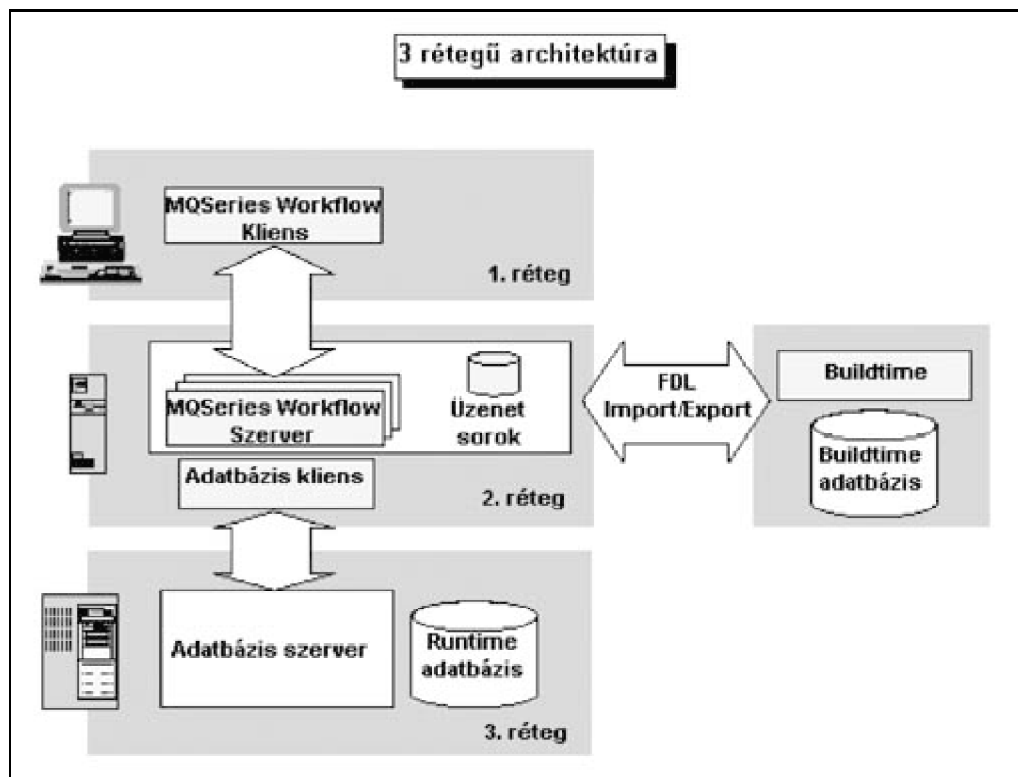 3 rétegű architektúra
MQSeries Workflow
Kliens
1. réteg
MQSeries Workflow
Szerver
Üzenet
sorok
Adatbázis kliens
2. réteg
FDL
Import/Export
Buildtime
Buildtime
adatbázis
Adatbázis szerver
Runtime
adatbázis
3. réteg